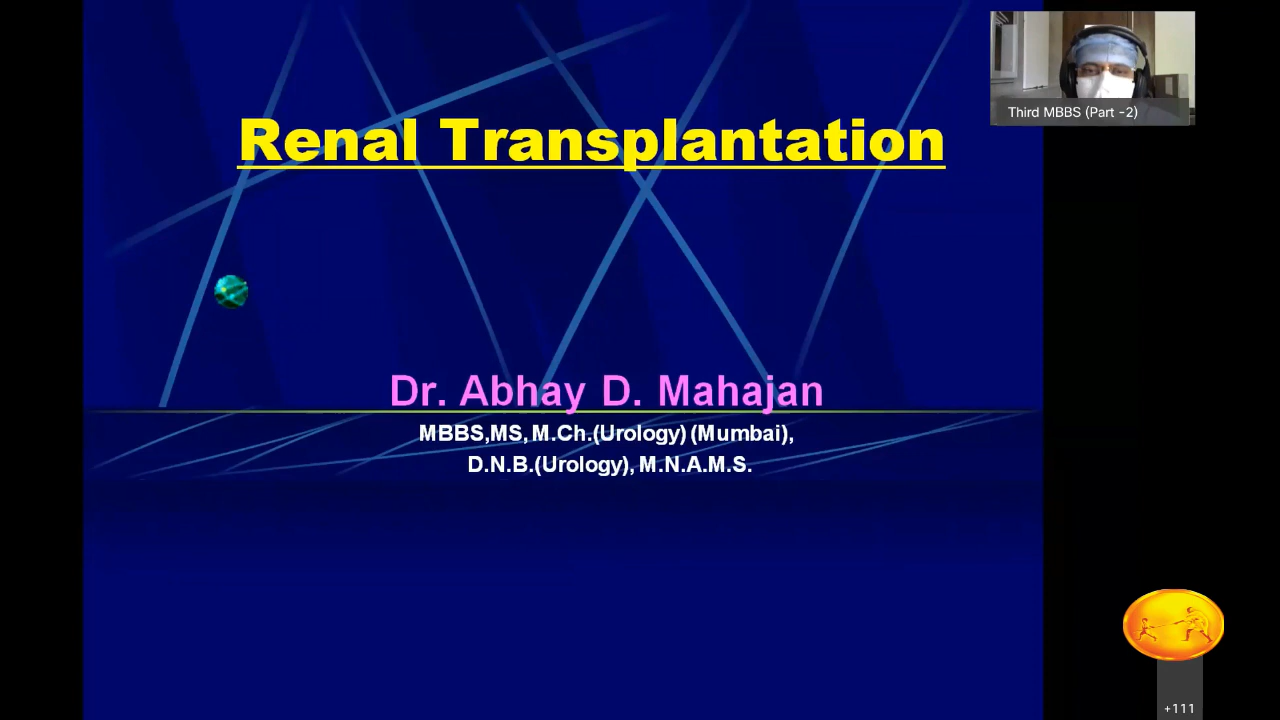 Renal Transplantation
Third MBBS (Part -2)
Dr. Abhay D. Mahajan
MBBS,MS, M.Ch.(Urology) (Mumbai),
D.N.B.(Urology), M.N.A.M.S.
+111